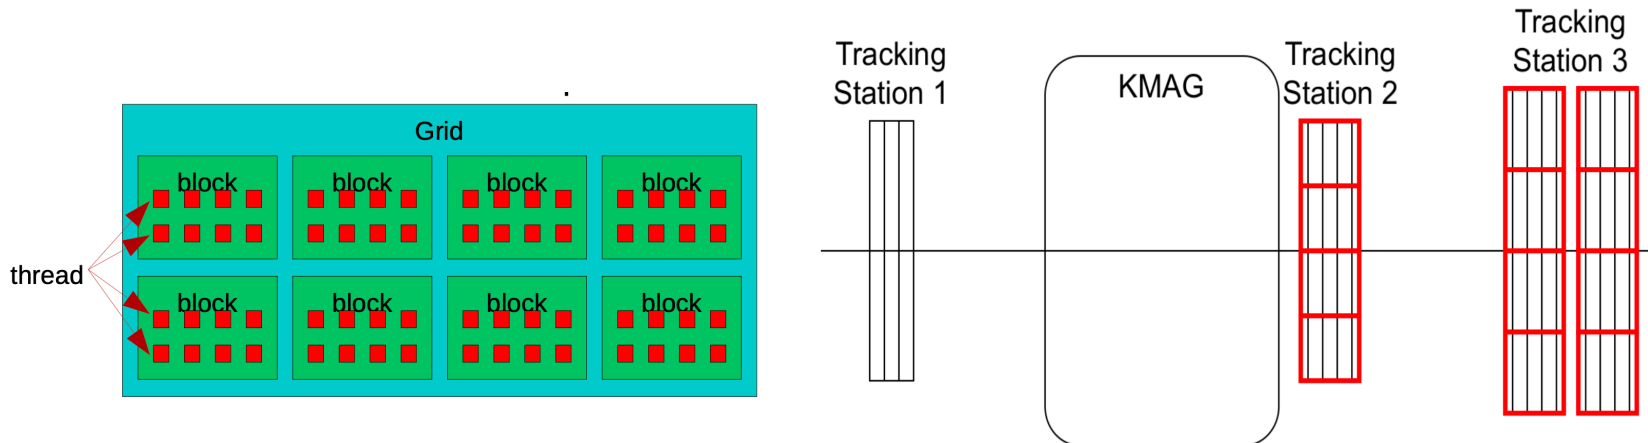 Grid
block block block block
thread
block block block block
Tracking
Station 1
KMAG
Tracking
Station 2
Tracking
Station 3